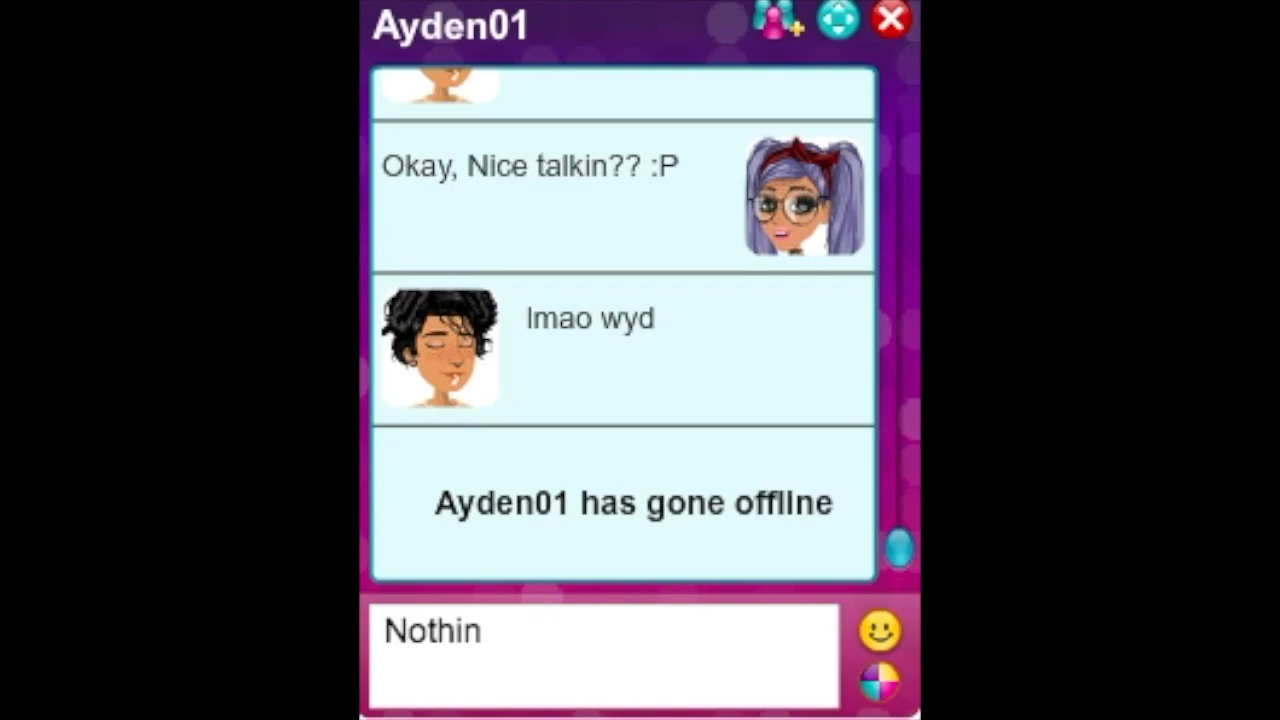 Ayden01
Okay, Nice talkin?? :P
lmao wyd
Ayden01 has gone offline
Nothin